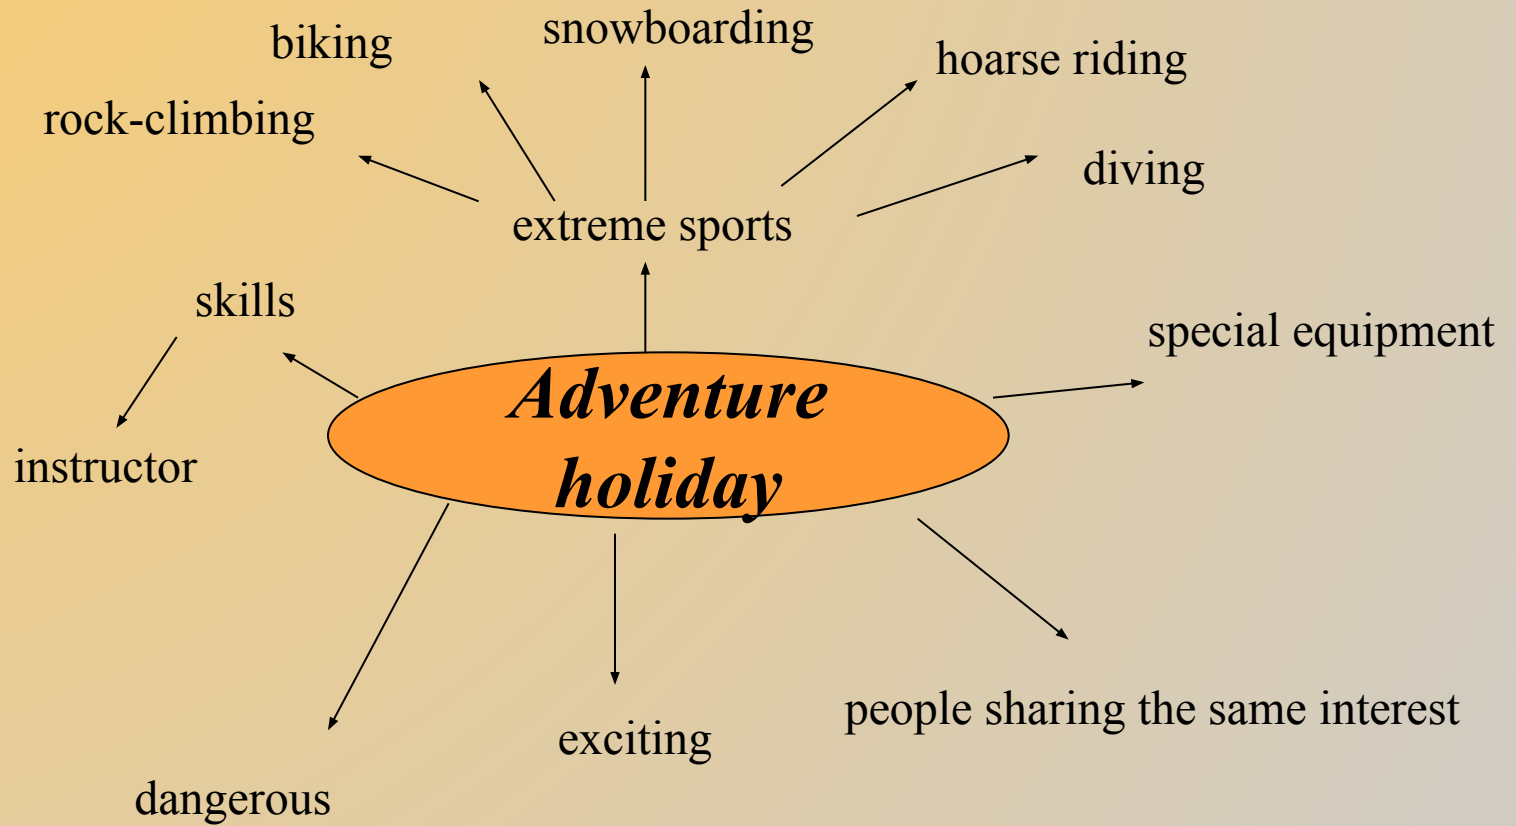 snowboarding
biking
hoarse riding
rock-climbing
diving
extreme sports
skills
special equipment
Adventure
holiday
instructor
people sharing the same interest
exciting
dangerous